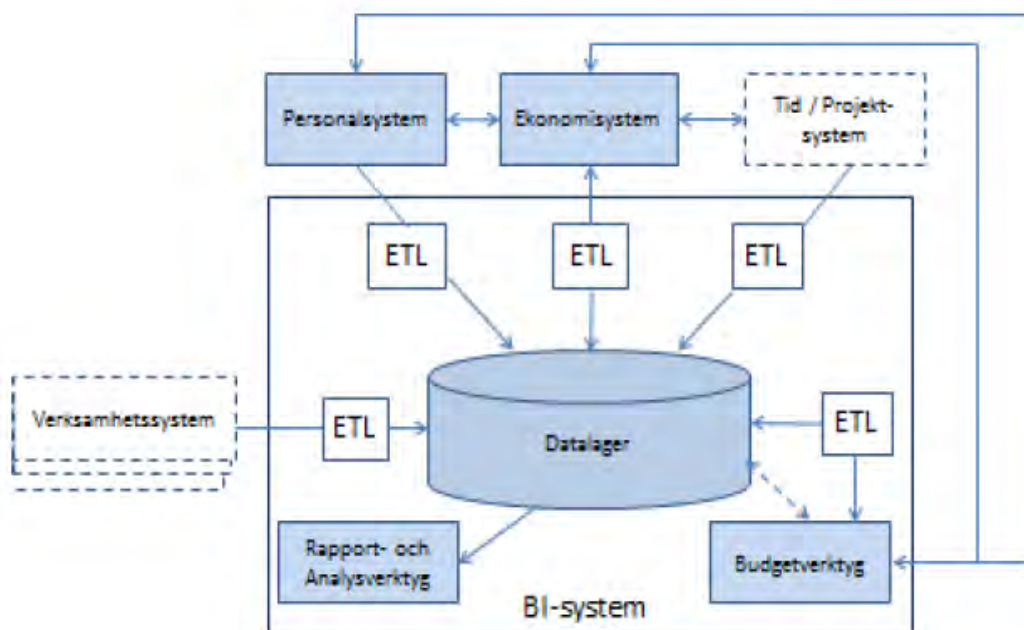 Personalsystem
Ekonomisystem
Tid / Projekt-
system
ETL
ETL
ETL
Verksamhetssystem
ETL
Datalager
ETL
Rapport- och
Analysverktyg
Budgetverktyg
BI-system